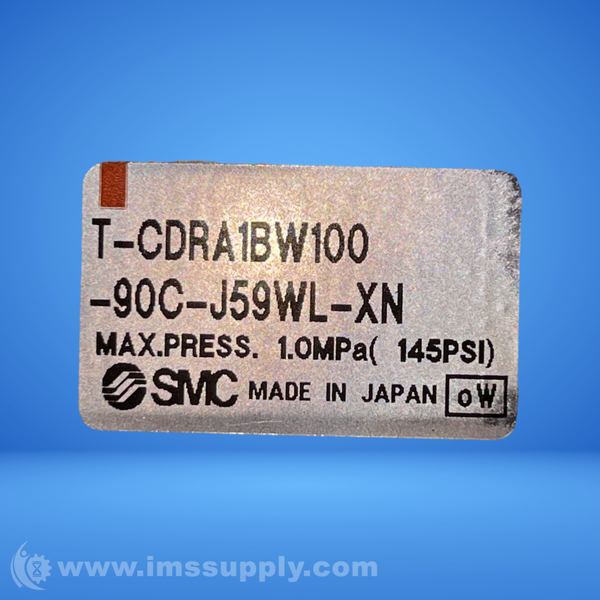 T-CDRA1BW100
-90C-J59WL-XN
MAX.PRESS. 1.0MPa( 145PSI)
SMC MADE IN JAPAN oW
www.imssupply.com